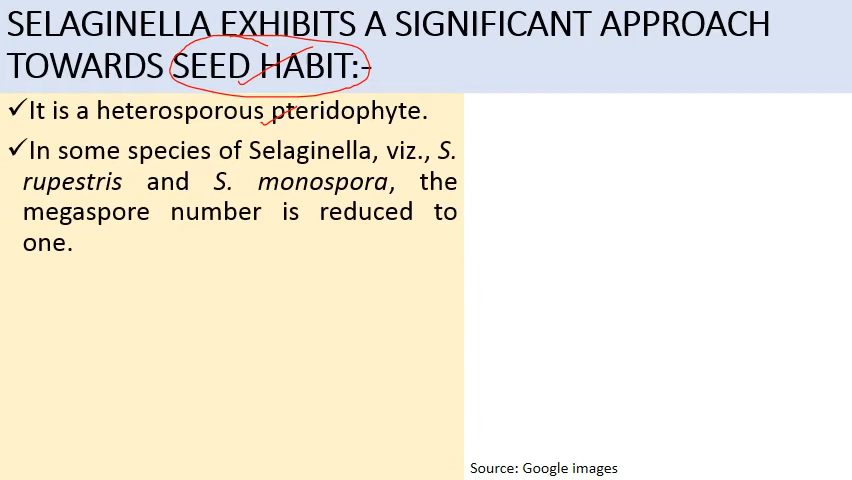 SELAGINELLA EXHIBITS A SIGNIFICANT APPROACH
TOWARDS SEED HABIT:-
✓It is a heterosporous pteridophyte.
✓In some species of Selaginella, viz., S.
rupestris and S. monospora, the
megaspore number is reduced to
one.
Source: Google images